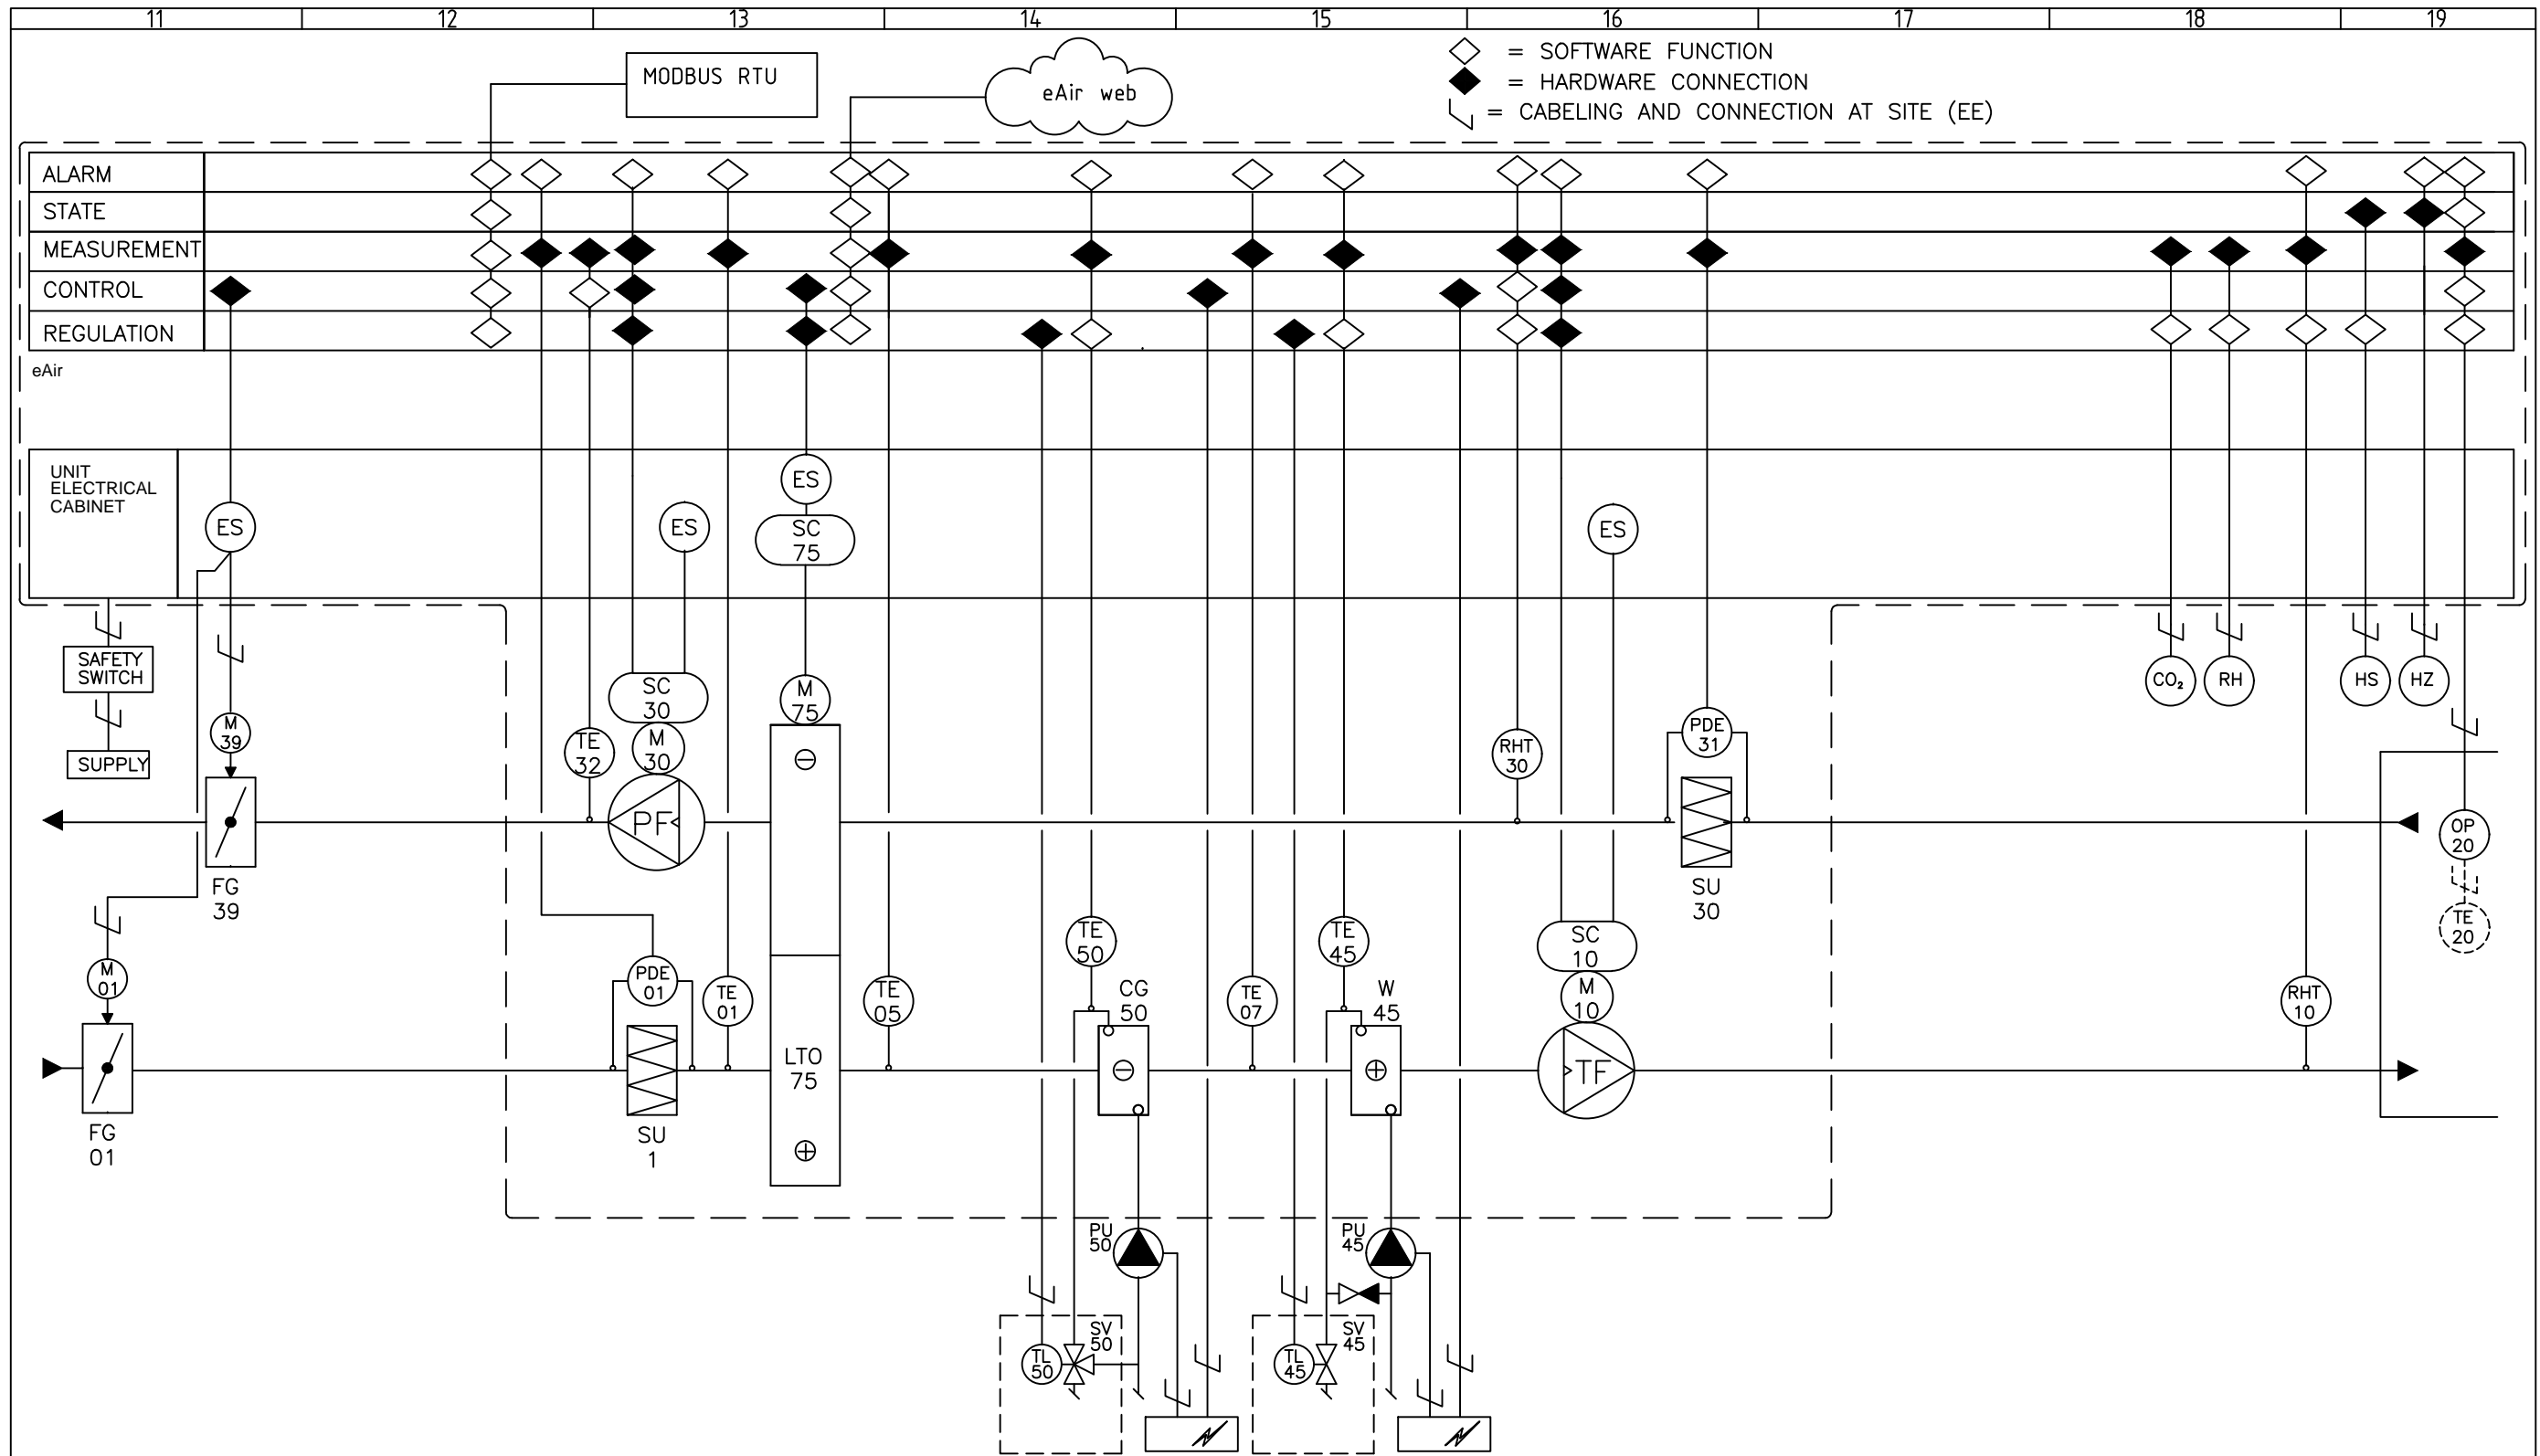 11 12 13 14 15 16 17 18 19
= SOFTWARE FUNCTION
MODBUS RTU
= HARDWARE CONNECTION
eAir web
= CABELING AND CONNECTION AT SITE (EE)
ALARM
STATE
MEASUREMENT
CONTROL
REGULATION
eAir
UNIT
ELECTRICAL
CABINET
ES
ES
ES
SC
75
ES
SAFETY
SWITCH
SUPPLY
M
39
TE
32
SC
30
M
30
M
75
RHT
30
PDE
31
CO₂
RH
HS
HZ
PF
OP
20
TE
20
FG
39
SU
30
M
01
PDE
01
TE
01
TE
05
TE
50
CG
50
TE
07
TE
45
W
45
SC
10
M
10
RHT
10
LTO
75
TF
FG
01
SU
1
PU
50
PU
45
SV
50
TL
50
SV
45
TL
45